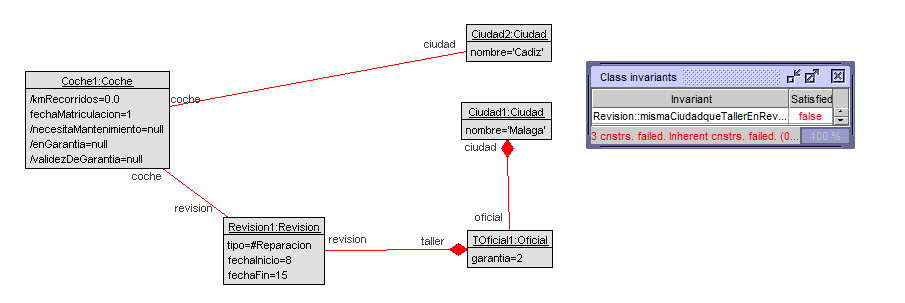 Ciudad2:Ciudad
nombre='Cadiz'
ciudad
Coche1:Coche
/kmRecorridos=0.0
fechaMatriculacion=1
/necesitaMantenimiento=null
/enGarantia=null
/validezDeGarantia=null
coche
coche
Ciudad1:Ciudad
nombre='Malaga'
ciudad
Class invariants
Invariant
Satisfied
Revision::mismaCiudadqueTallerEnRev...
false
3 cnstrs. failed. Inherent cnstrs. failed. (0...
100 %
revision
Revision1:Revision
tipo=#Reparacion
fechaInicio=8
fechaFin=15
revision
taller
oficial
TOficial1:Oficial
garantia=2